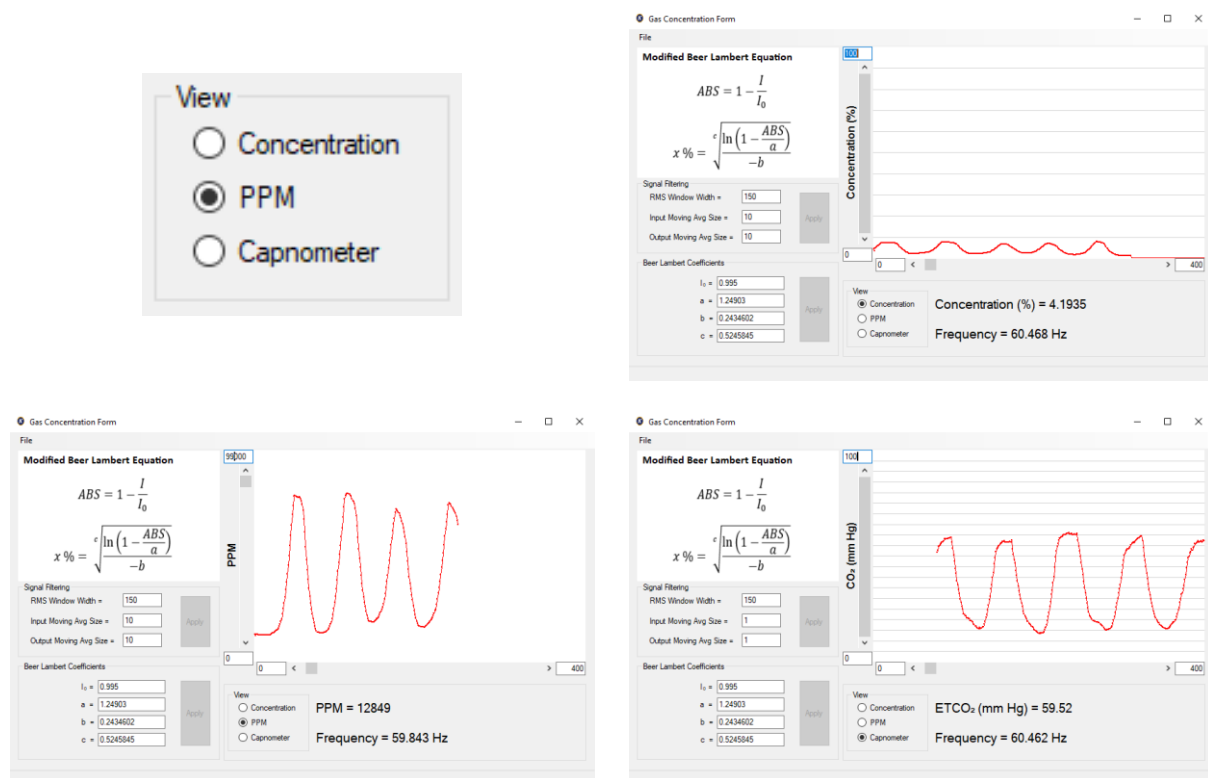 View
Concentration
PPM
Capnometer
Gas Concentration Form
File
Modified Beer Lambert Equation
ABS = 1 − I/I₀
x % = ᶜ√(ln(1 − ABS/a)/−b)
Signal Filtering
RMS Window Width = 150
Input Moving Avg Size = 10
Output Moving Avg Size = 10
Apply
Beer Lambert Coefficients
I₀ = 0.995
a = 1.24903
b = 0.2434602
c = 0.5245845
Apply
100
Concentration (%)
0
0 < > 400
View
Concentration
PPM
Capnometer
Concentration (%) = 4.1935
Frequency = 60.468 Hz
Gas Concentration Form
File
Modified Beer Lambert Equation
ABS = 1 − I/I₀
x % = ᶜ√(ln(1 − ABS/a)/−b)
Signal Filtering
RMS Window Width = 150
Input Moving Avg Size = 10
Output Moving Avg Size = 10
Apply
Beer Lambert Coefficients
I₀ = 0.995
a = 1.24903
b = 0.2434602
c = 0.5245845
Apply
99000
PPM
0
0 < > 400
View
Concentration
PPM
Capnometer
PPM = 12849
Frequency = 59.843 Hz
Gas Concentration Form
File
Modified Beer Lambert Equation
ABS = 1 − I/I₀
x % = ᶜ√(ln(1 − ABS/a)/−b)
Signal Filtering
RMS Window Width = 150
Input Moving Avg Size = 1
Output Moving Avg Size = 1
Apply
Beer Lambert Coefficients
I₀ = 0.995
a = 1.24903
b = 0.2434602
c = 0.5245845
Apply
100
CO₂ (mm Hg)
0
0 < > 400
View
Concentration
PPM
Capnometer
ETCO₂ (mm Hg) = 59.52
Frequency = 60.462 Hz